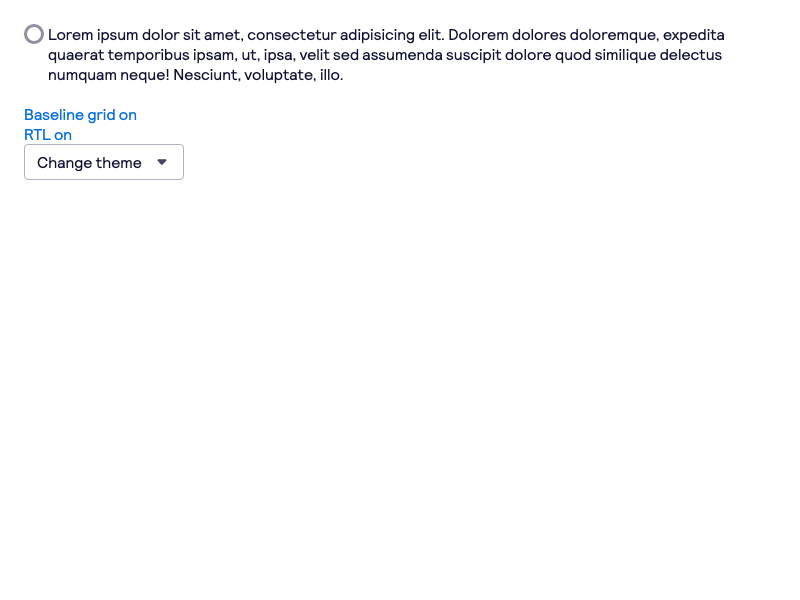 Lorem ipsum dolor sit amet, consectetur adipisicing elit. Dolorem dolores doloremque, expedita
quaerat temporibus ipsam, ut, ipsa, velit sed assumenda suscipit dolore quod similique delectus
numquam neque! Nesciunt, voluptate, illo.
Baseline grid on
RTL on
Change theme